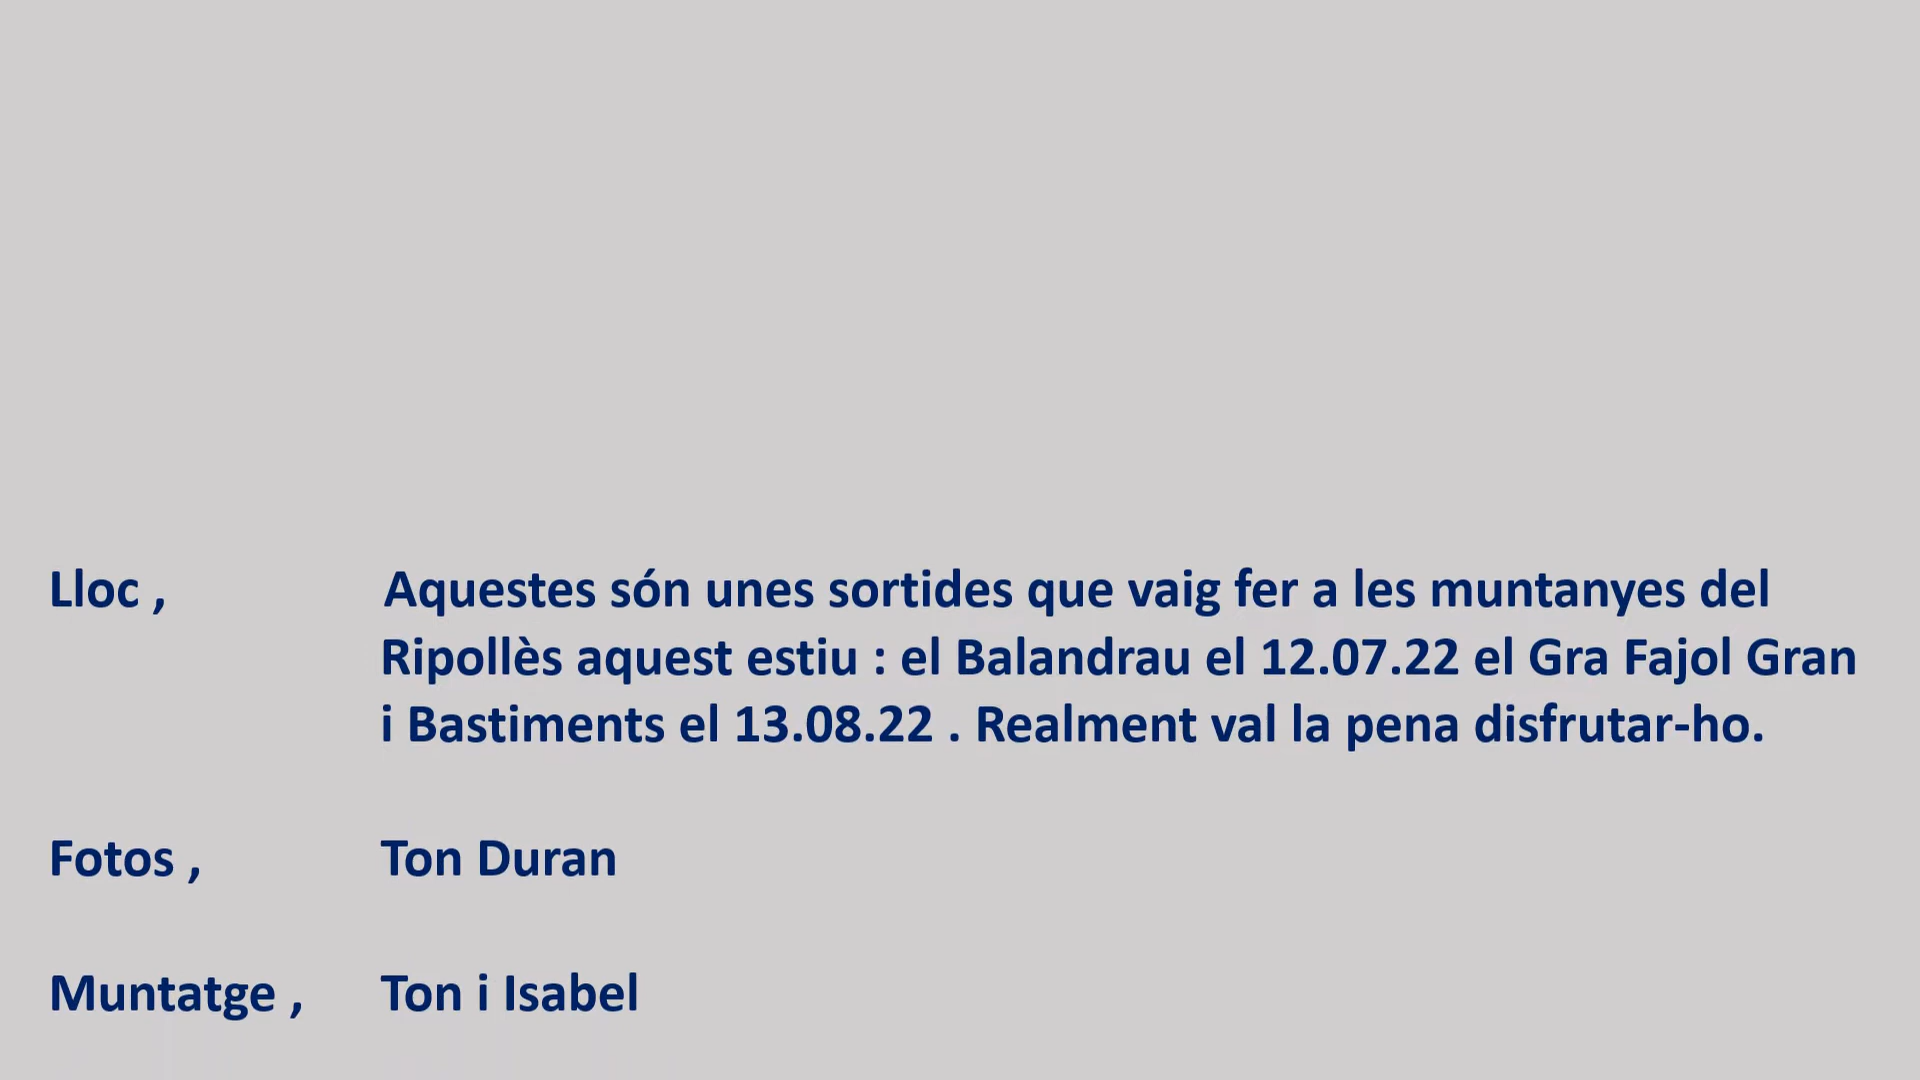 Lloc , Aquestes són unes sortides que vaig fer a les muntanyes del
Ripollès aquest estiu : el Balandrau el 12.07.22 el Gra Fajol Gran
i Bastiments el 13.08.22 . Realment val la pena disfrutar-ho.
Fotos , Ton Duran
Muntatge , Ton i Isabel